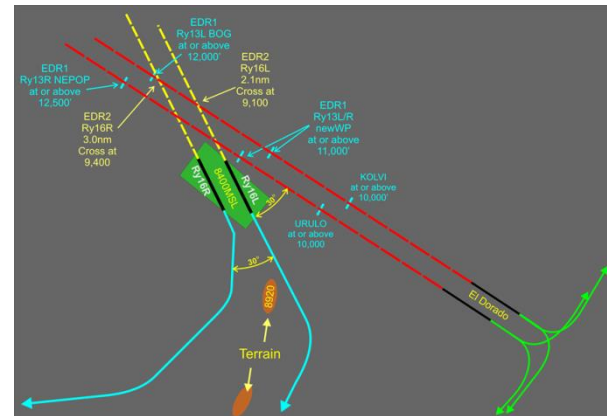 EDR1
Ry13L BOG
at or above
12,000'
EDR1
Ry13R NEPOP
at or above
12,500'
EDR2
Ry16L
2.1nm
Cross at
9,100
EDR2
Ry16R
3.0nm
Cross at
9,400
EDR1
Ry13L/R
newWP
at or above
11,000'
KOLVI
at or above
10,000'
URULO
at or above
10,000
Ry16R
8400MSL
Ry16L
30°
30°
8920
Terrain
El Dorado